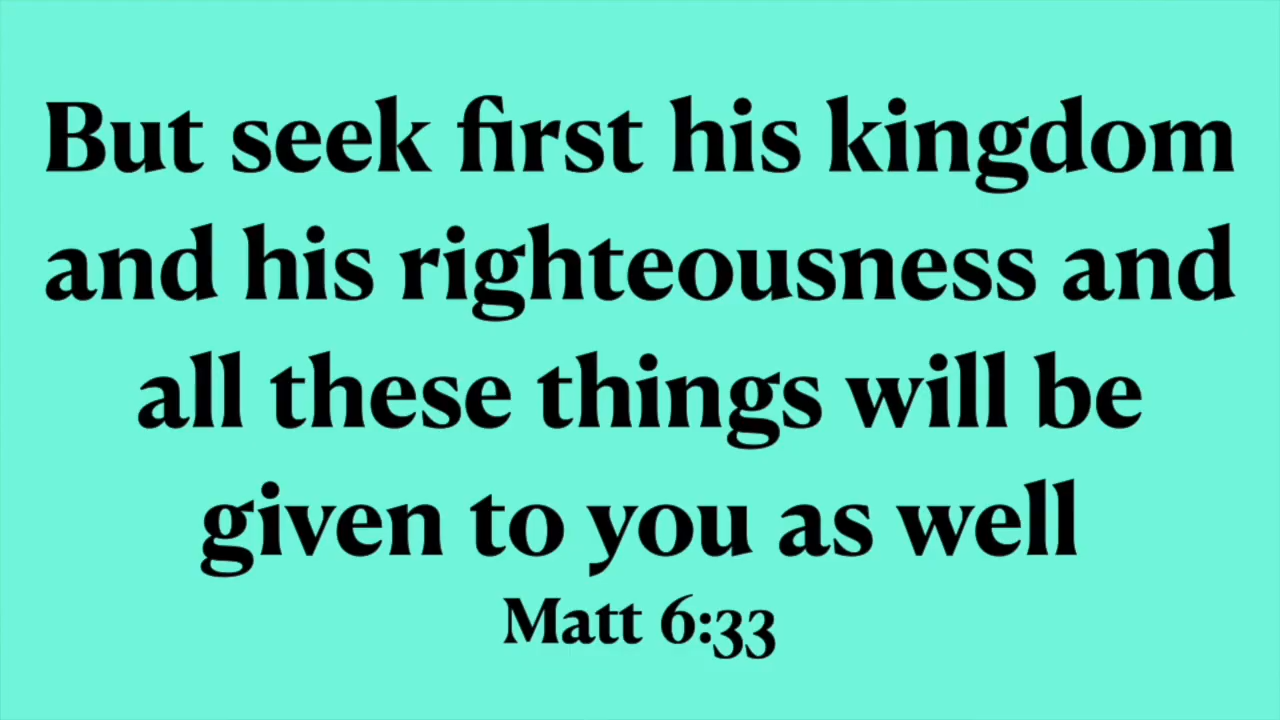 But seek first his kingdom
and his righteousness and
all these things will be
given to you as well
Matt 6:33